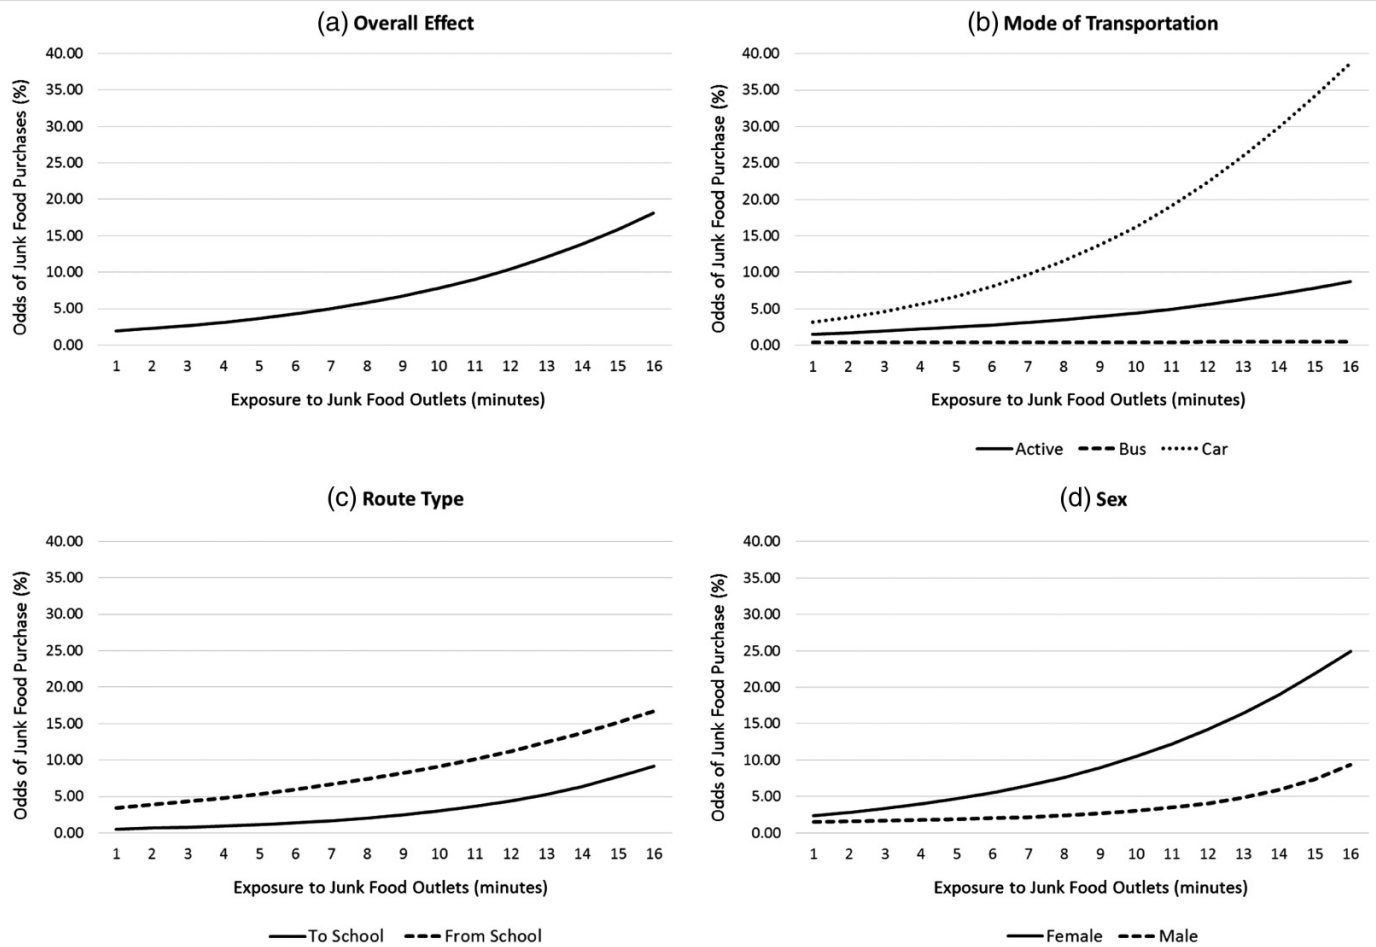 (a) Overall Effect
Odds of Junk Food Purchases (%)
40.00
35.00
30.00
25.00
20.00
15.00
10.00
5.00
0.00
1 2 3 4 5 6 7 8 9 10 11 12 13 14 15 16
Exposure to Junk Food Outlets (minutes)
(b) Mode of Transportation
Odds of Junk Food Purchase (%)
40.00
35.00
30.00
25.00
20.00
15.00
10.00
5.00
0.00
1 2 3 4 5 6 7 8 9 10 11 12 13 14 15 16
Exposure to Junk Food Outlets (minutes)
Active Bus Car
(c) Route Type
Odds of Junk Food Purchase (%)
40.00
35.00
30.00
25.00
20.00
15.00
10.00
5.00
0.00
1 2 3 4 5 6 7 8 9 10 11 12 13 14 15 16
Exposure to Junk Food Outlets (minutes)
To School From School
(d) Sex
Odds of Junk Food Purchase (%)
40.00
35.00
30.00
25.00
20.00
15.00
10.00
5.00
0.00
1 2 3 4 5 6 7 8 9 10 11 12 13 14 15 16
Exposure to Junk Food Outlets (minutes)
Female Male